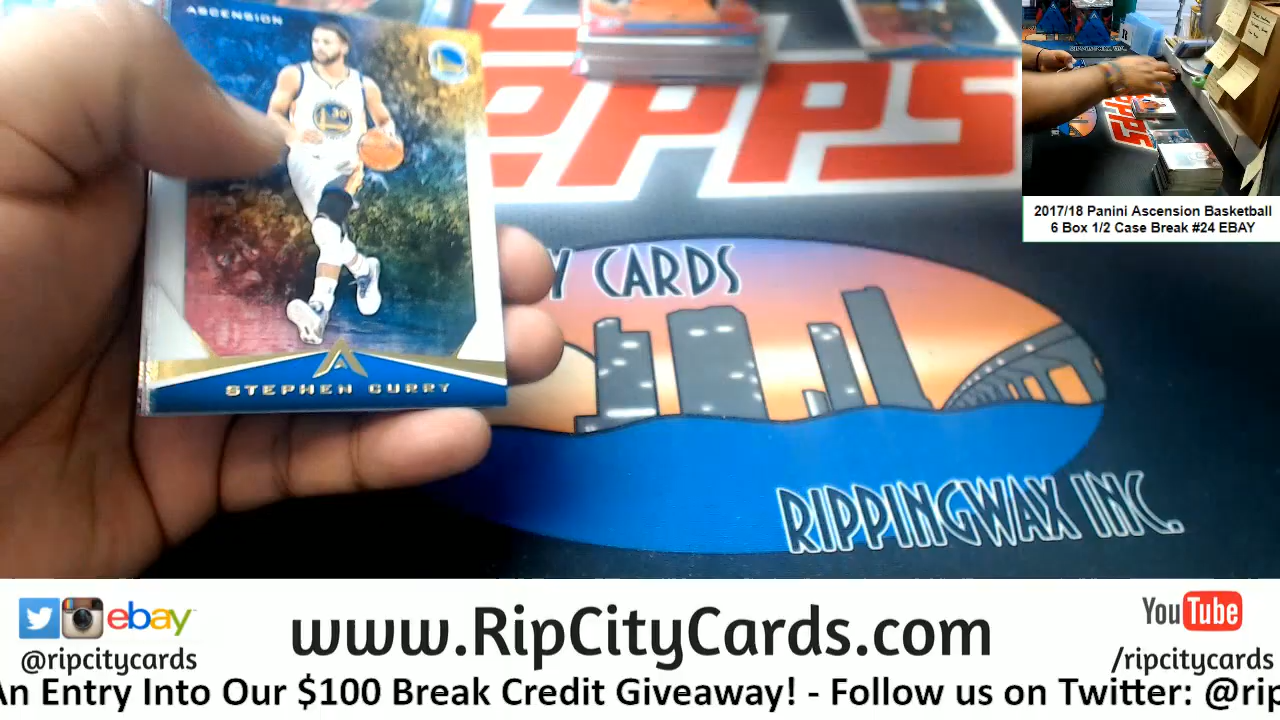 ASCENSION
30
A
STEPHEN CURRY
PPS
Y CARDS
RIPPINGWAX INC.
2017/18 Panini Ascension Basketball
6 Box 1/2 Case Break #24 EBAY
ebay
@ripcitycards
www.RipCityCards.com
YouTube
/ripcitycards
An Entry Into Our $100 Break Credit Giveaway! - Follow us on Twitter: @rip